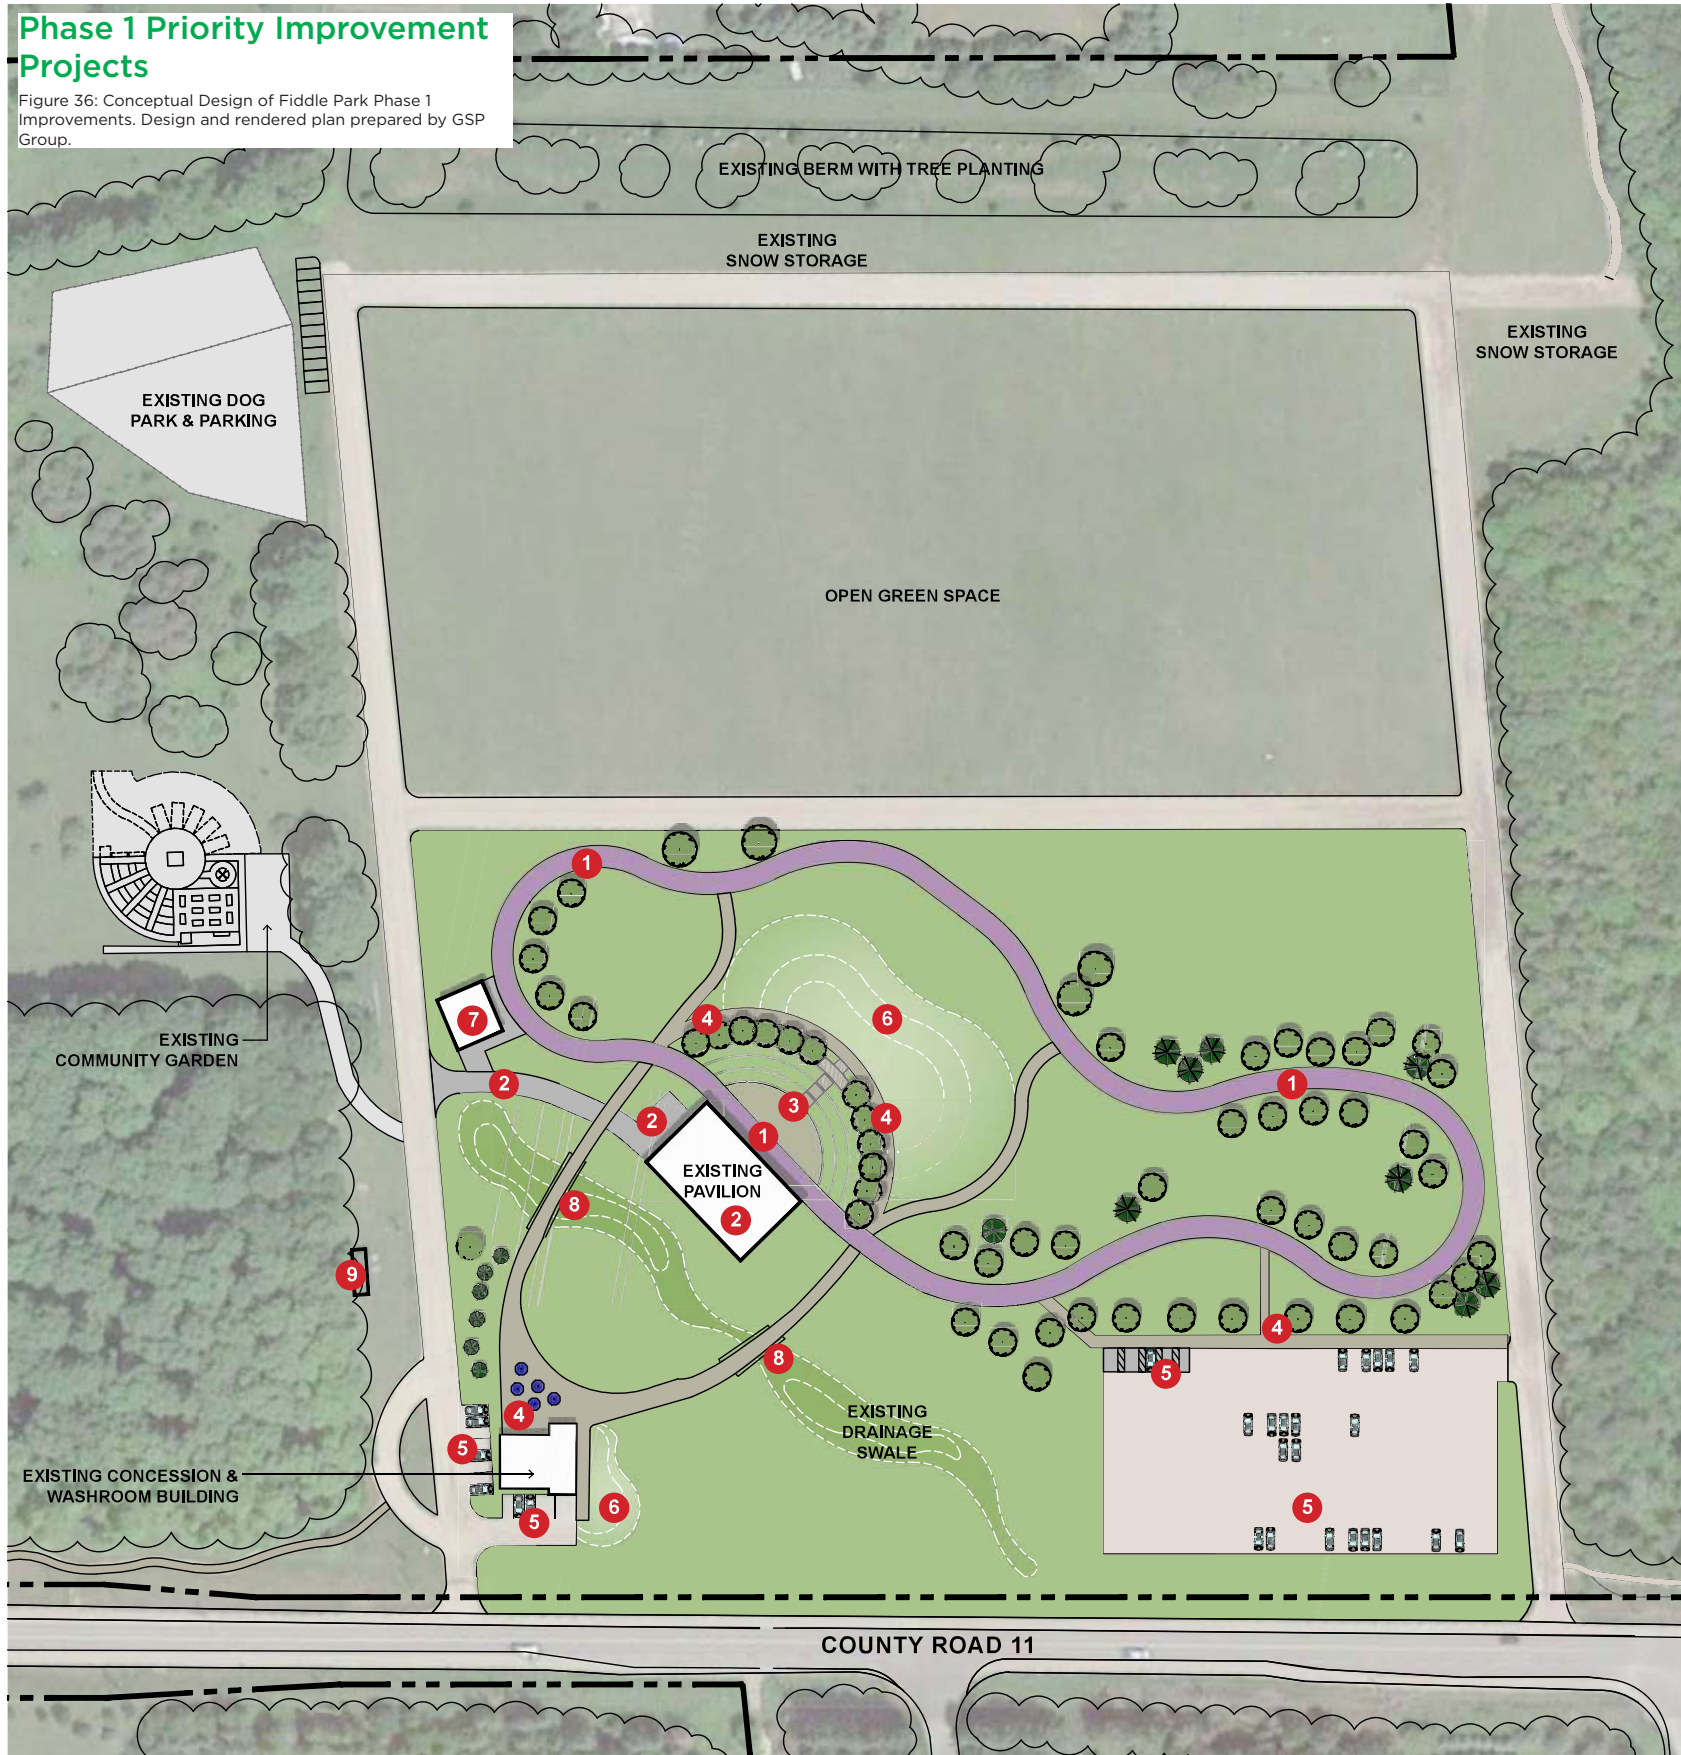 Phase 1 Priority Improvement
Projects
Figure 36: Conceptual Design of Fiddle Park Phase 1
Improvements. Design and rendered plan prepared by GSP
Group.
EXISTING BERM WITH TREE PLANTING
EXISTING
SNOW STORAGE
EXISTING
SNOW STORAGE
EXISTING DOG
PARK & PARKING
OPEN GREEN SPACE
1
7
6
4
EXISTING
COMMUNITY GARDEN
2
1
3
4
2
1
EXISTING
PAVILION
2
8
9
4
8
5
4
EXISTING
DRAINAGE
SWALE
5
EXISTING CONCESSION &
WASHROOM BUILDING
6
5
5
COUNTY ROAD 11